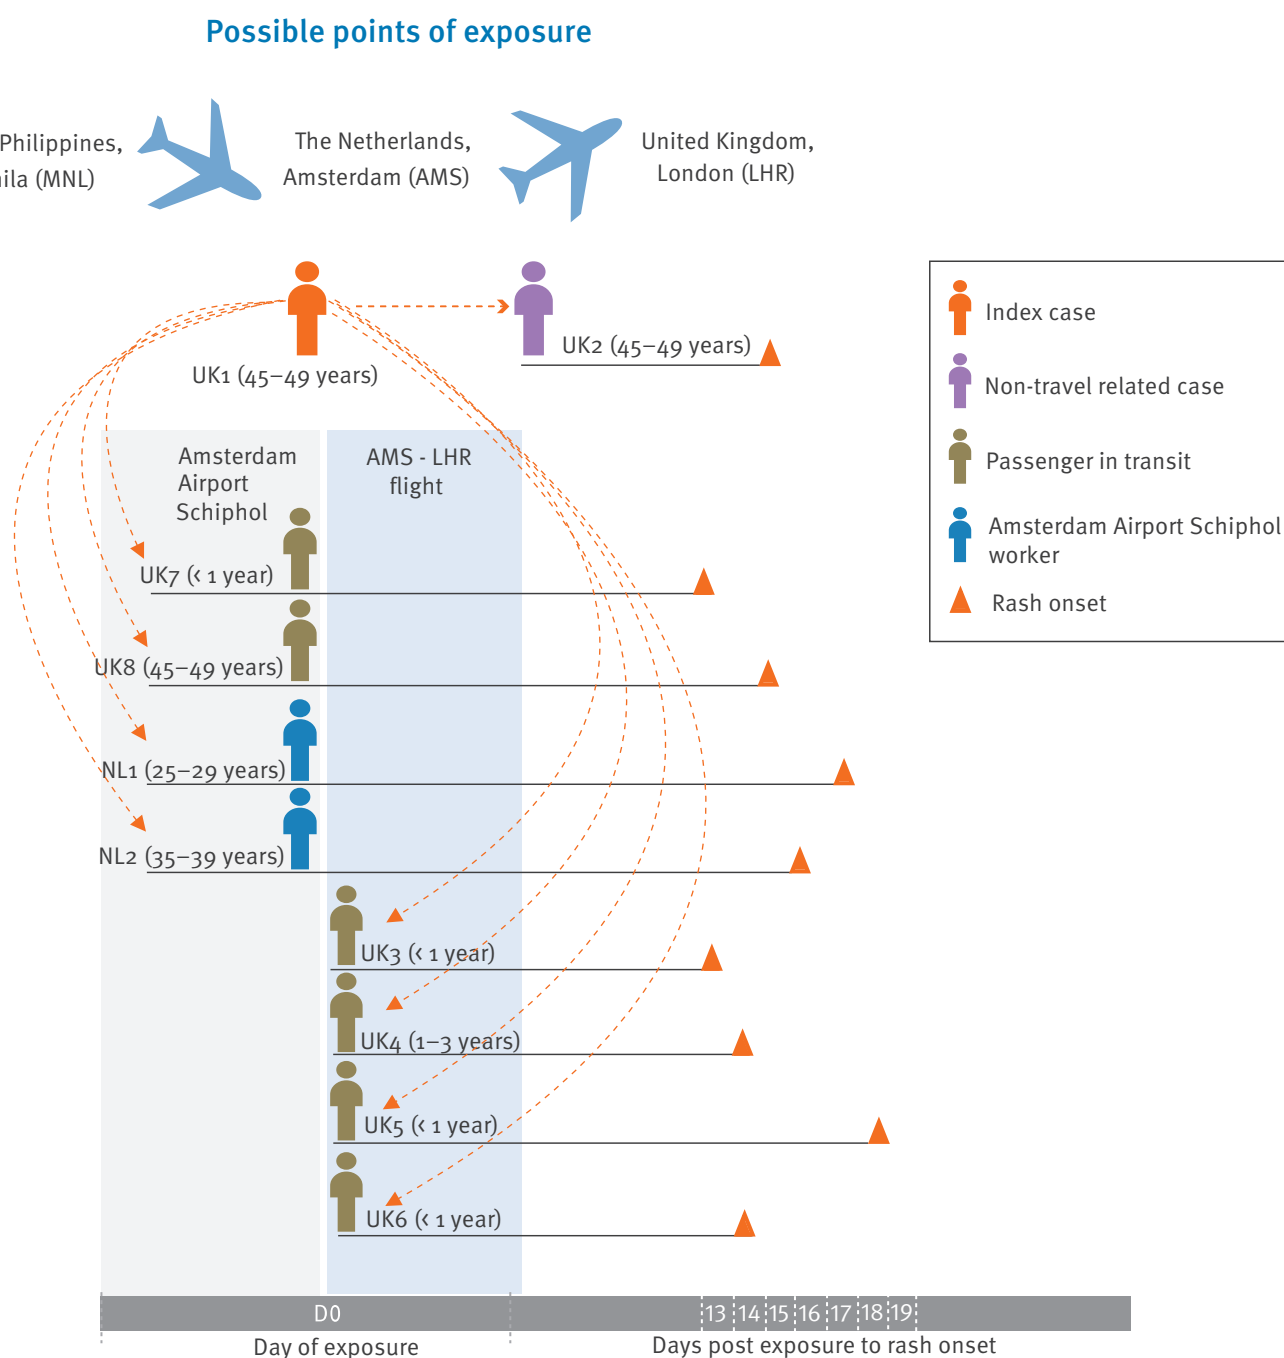 Possible points of exposure
Philippines,
(MNL)
The Netherlands,
Amsterdam (AMS)
United Kingdom,
London (LHR)
UK1 (45–49 years)
UK2 (45–49 years)
Index case
Non-travel related case
Passenger in transit
Amsterdam Airport Schiphol
worker
Rash onset
Amsterdam
Airport
Schiphol
AMS - LHR
flight
UK7 (< 1 year)
UK8 (45–49 years)
NL1 (25–29 years)
NL2 (35–39 years)
UK3 (< 1 year)
UK4 (1–3 years)
UK5 (< 1 year)
UK6 (< 1 year)
D0
13 14 15 16 17 18 19
Day of exposure
Days post exposure to rash onset